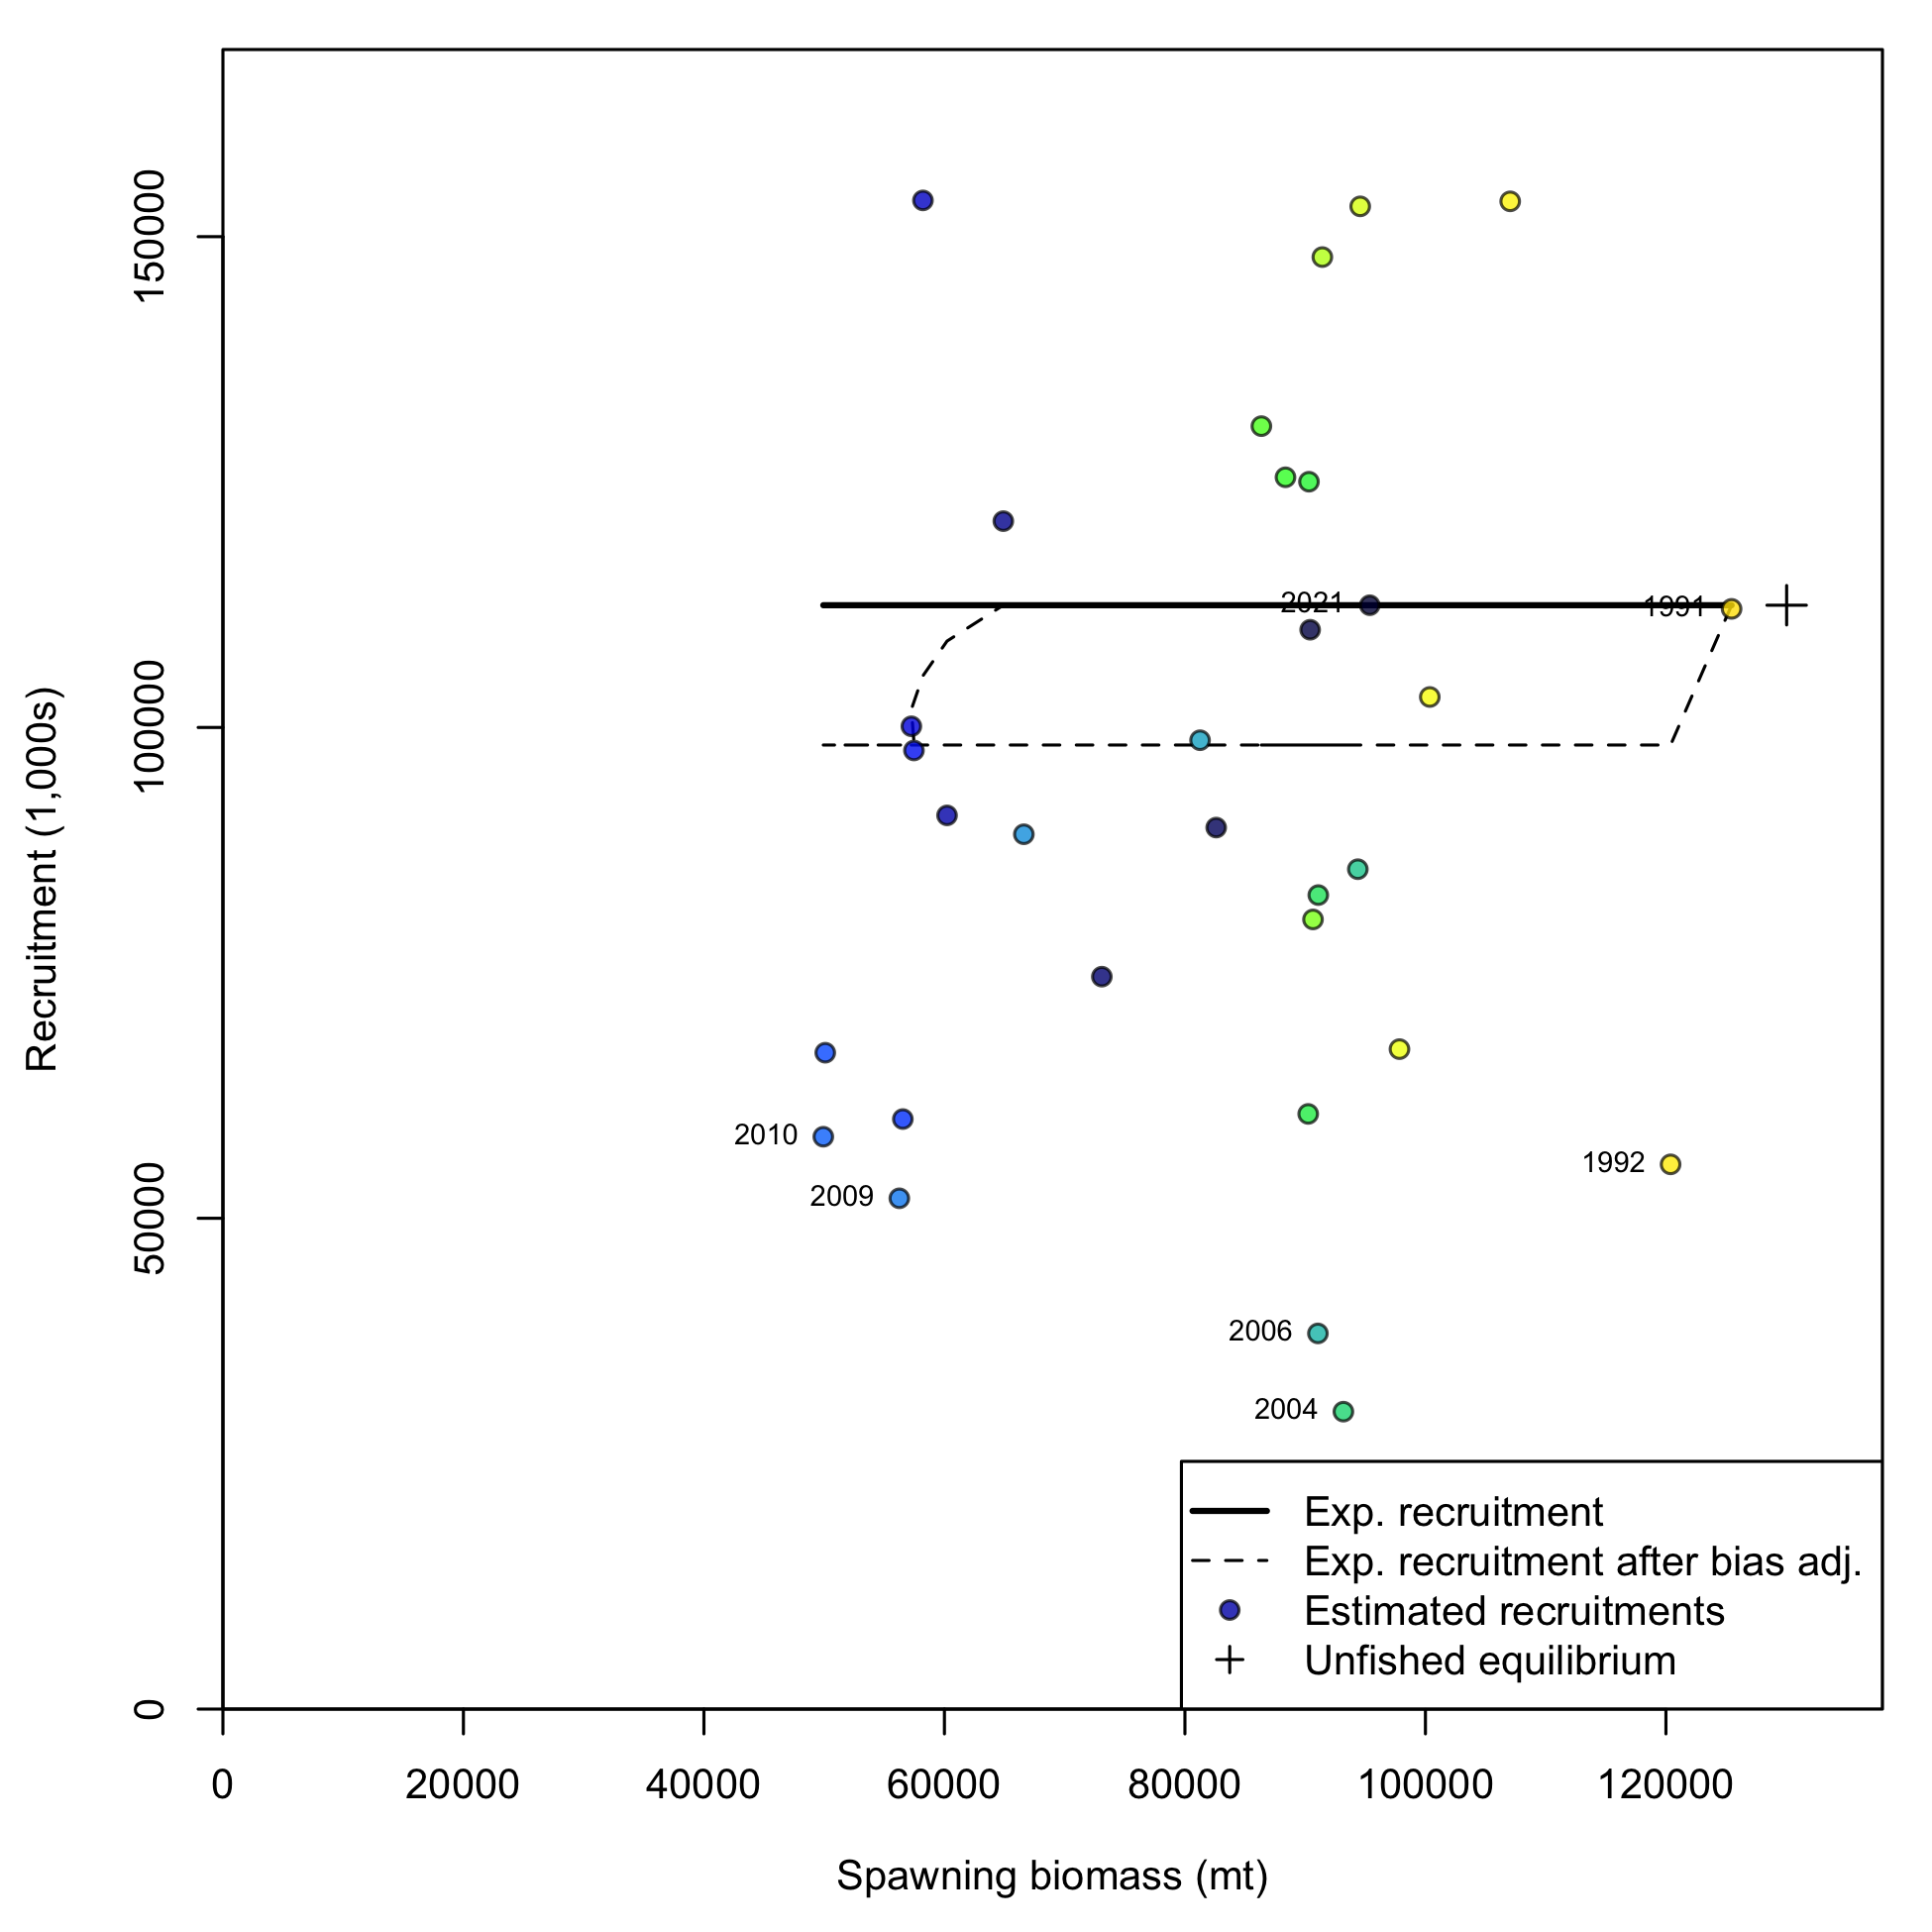 150000
100000
50000
0
Recruitment (1,000s)
2021
1991
2010
2009
1992
2006
2004
Exp. recruitment
Exp. recruitment after bias adj.
Estimated recruitments
Unfished equilibrium
0 20000 40000 60000 80000 100000 120000
Spawning biomass (mt)